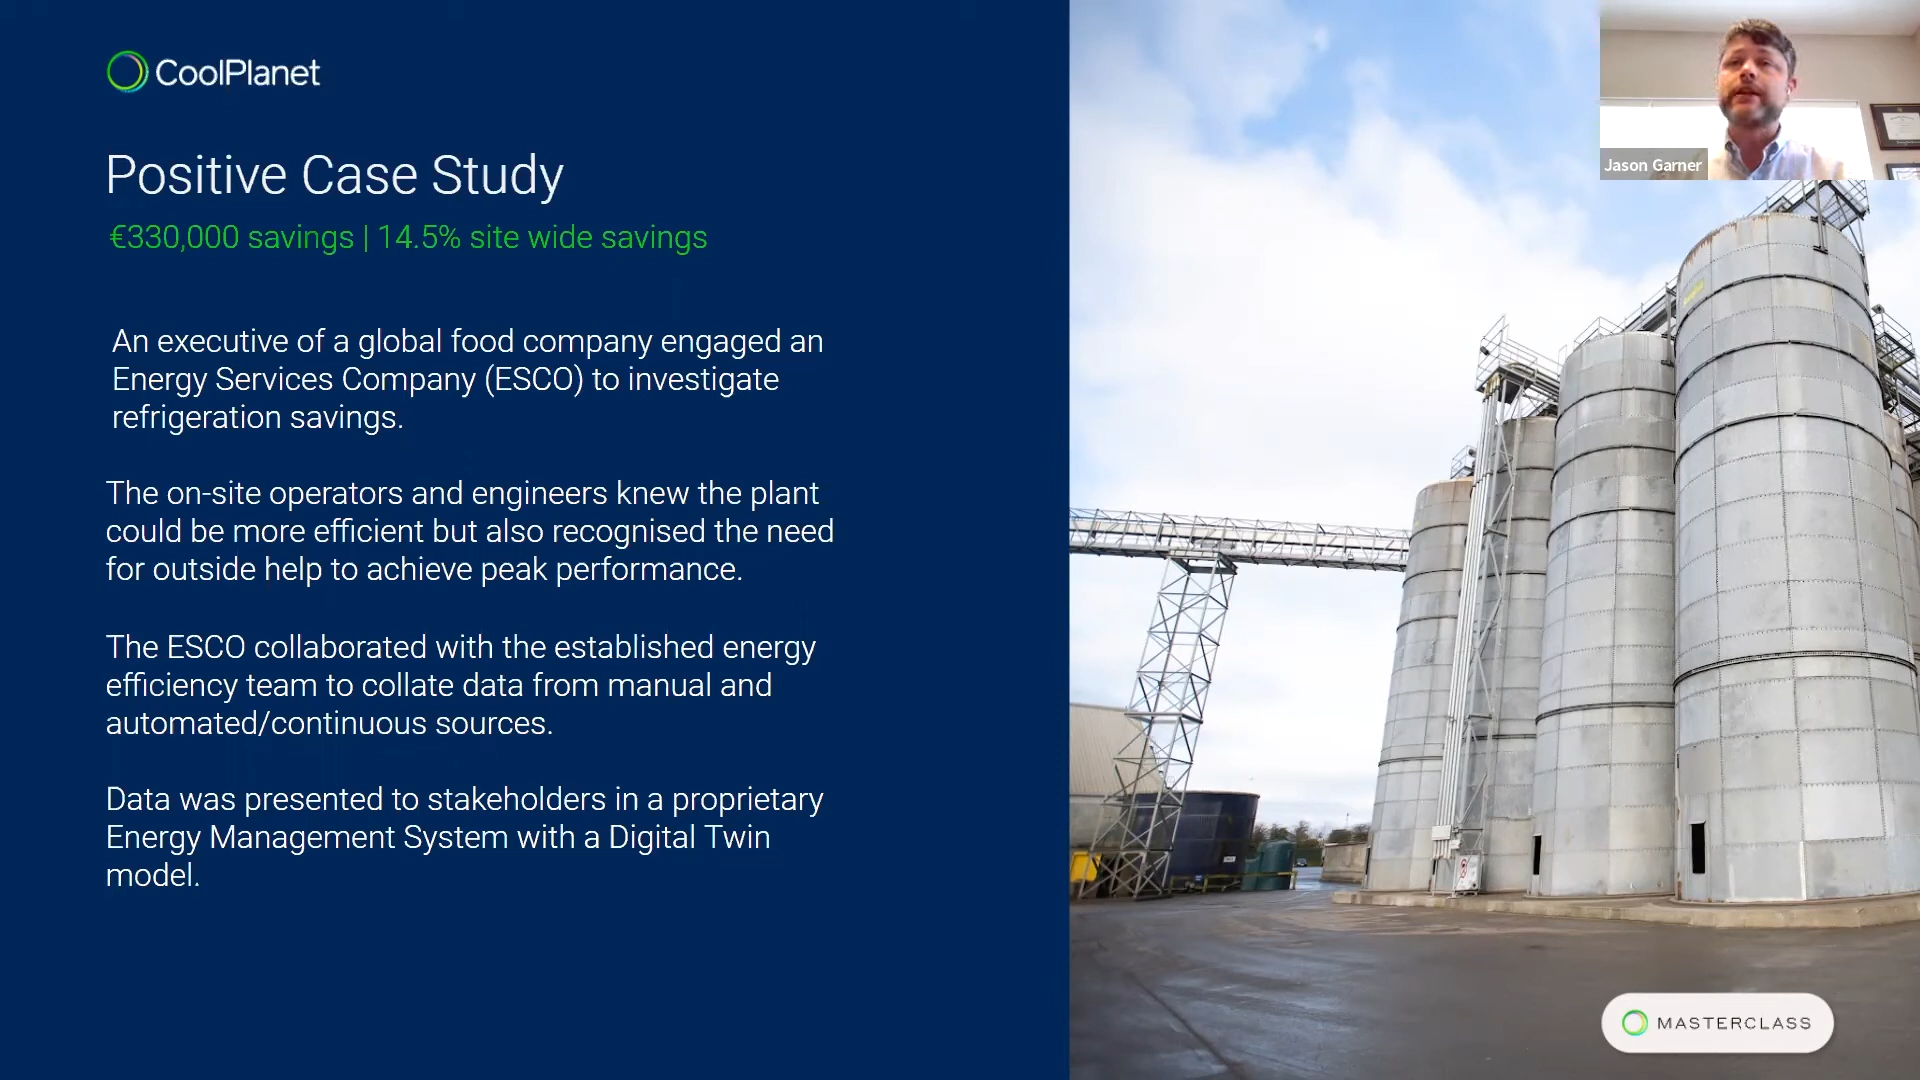 CoolPlanet
Jason Garner
Positive Case Study
€330,000 savings | 14.5% site wide savings
An executive of a global food company engaged an
Energy Services Company (ESCO) to investigate
refrigeration savings.
The on-site operators and engineers knew the plant
could be more efficient but also recognised the need
for outside help to achieve peak performance.
The ESCO collaborated with the established energy
efficiency team to collate data from manual and
automated/continuous sources.
Data was presented to stakeholders in a proprietary
Energy Management System with a Digital Twin
model.
MASTERCLASS